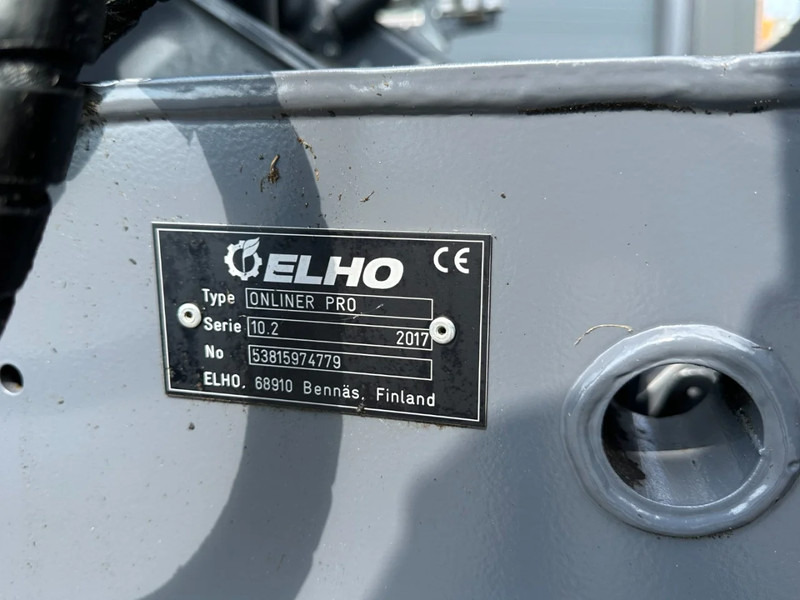 ELHO CE
Type ONLINER PRO
Serie 10.2 2017
No 53815974779
ELHO, 68910 Bennäs, Finland